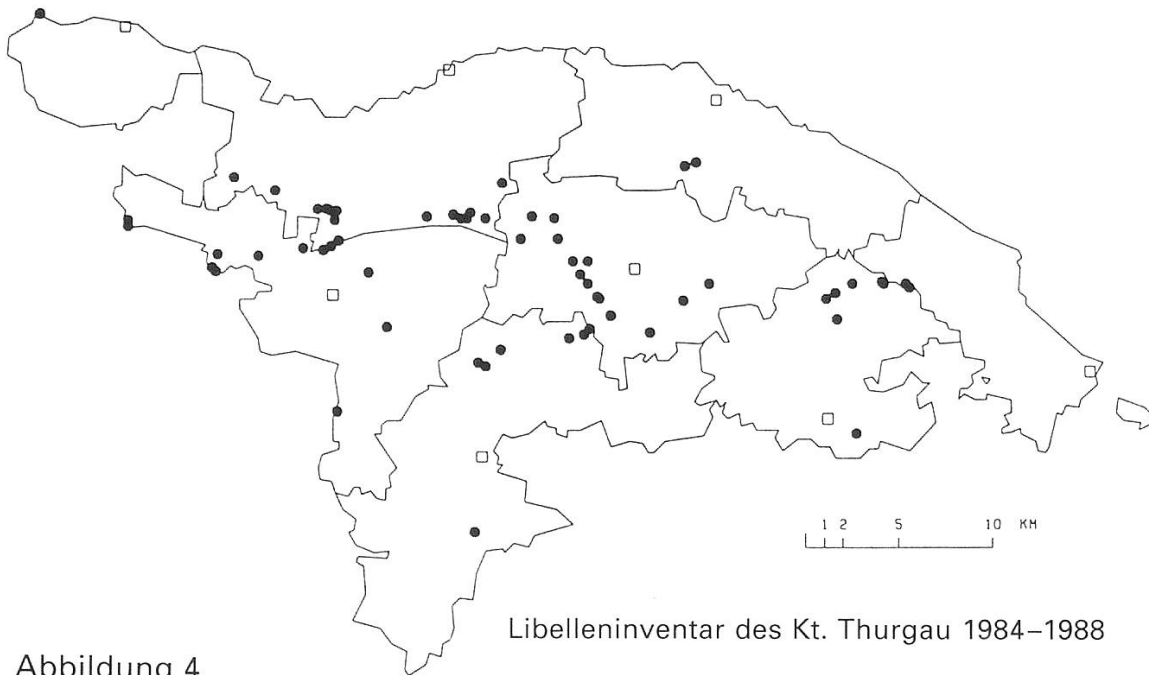 1 2 5 10 KM
Libelleninventar des Kt. Thurgau 1984–1988
Abbildung 4